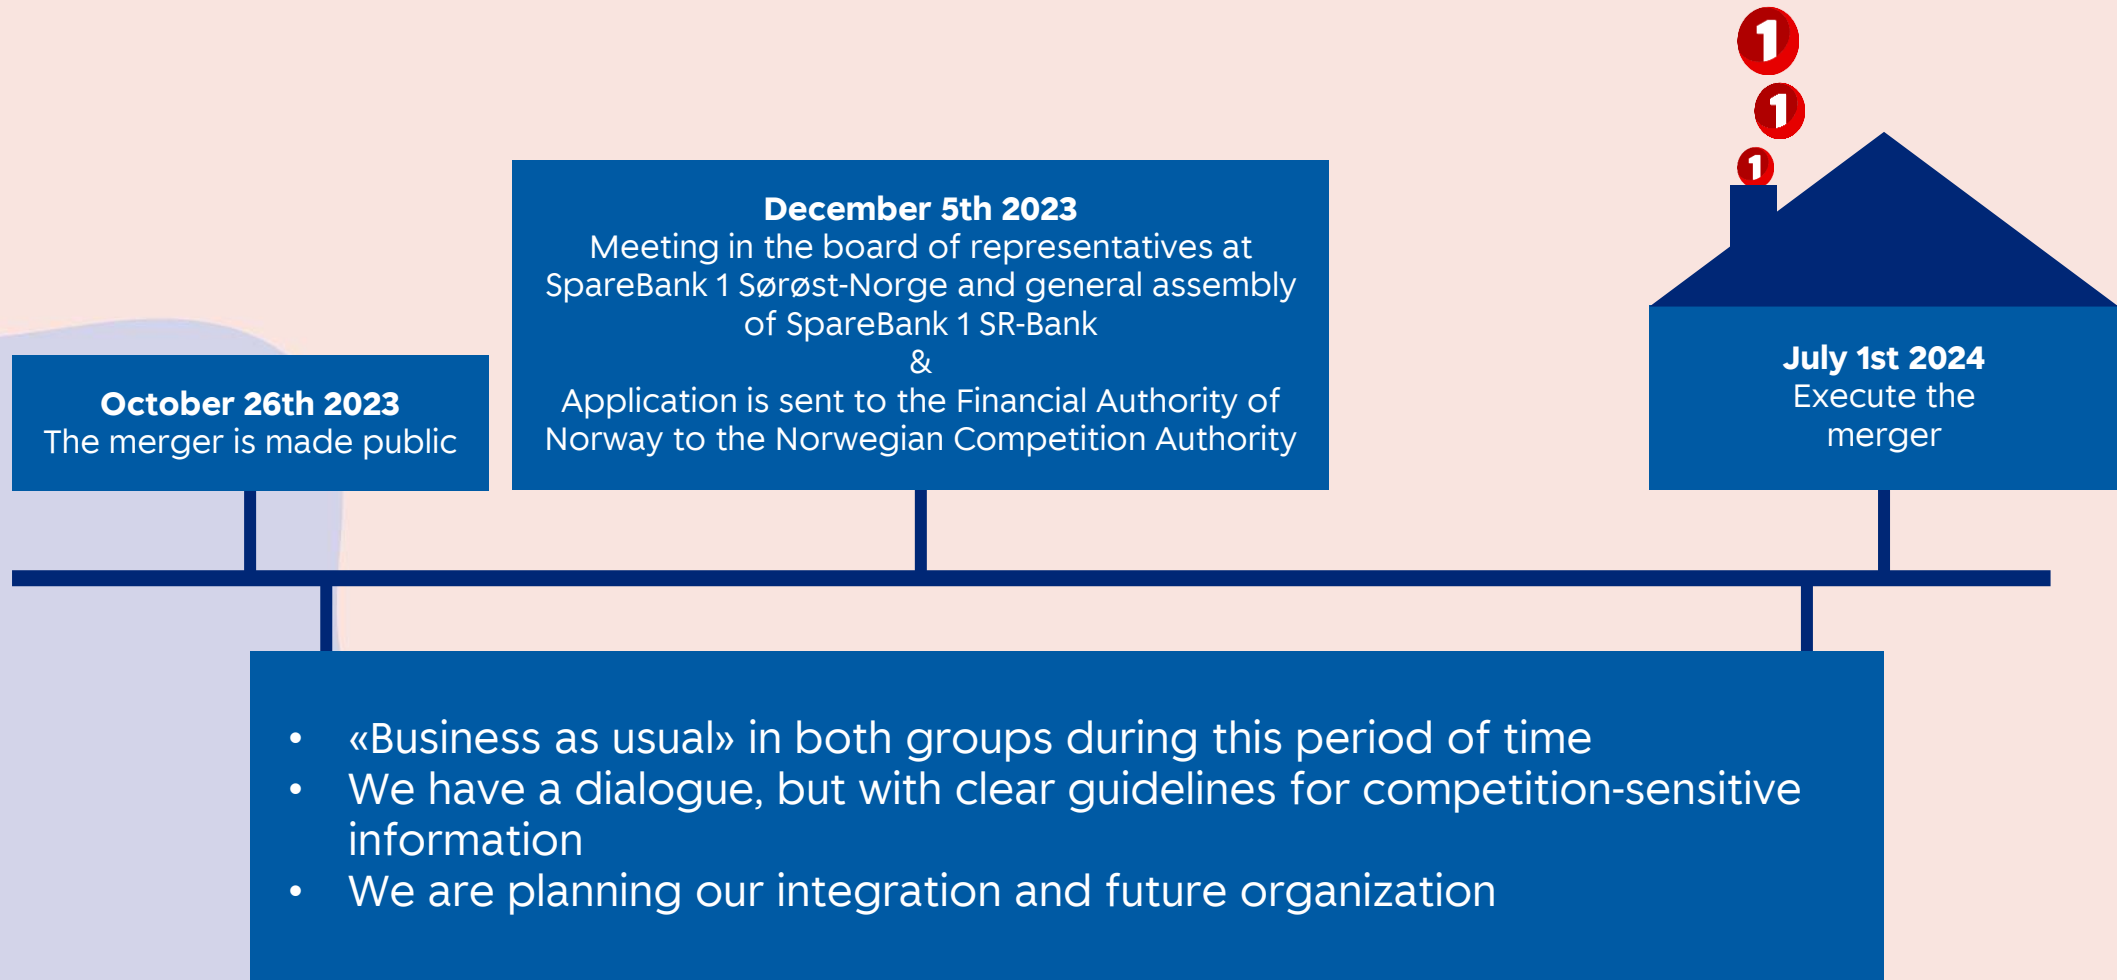 1
1
1
December 5th 2023
Meeting in the board of representatives at
SpareBank 1 Sørøst-Norge and general assembly
of SpareBank 1 SR-Bank
&
Application is sent to the Financial Authority of
Norway to the Norwegian Competition Authority
October 26th 2023
The merger is made public
July 1st 2024
Execute the
merger
• «Business as usual» in both groups during this period of time
• We have a dialogue, but with clear guidelines for competition-sensitive
information
• We are planning our integration and future organization